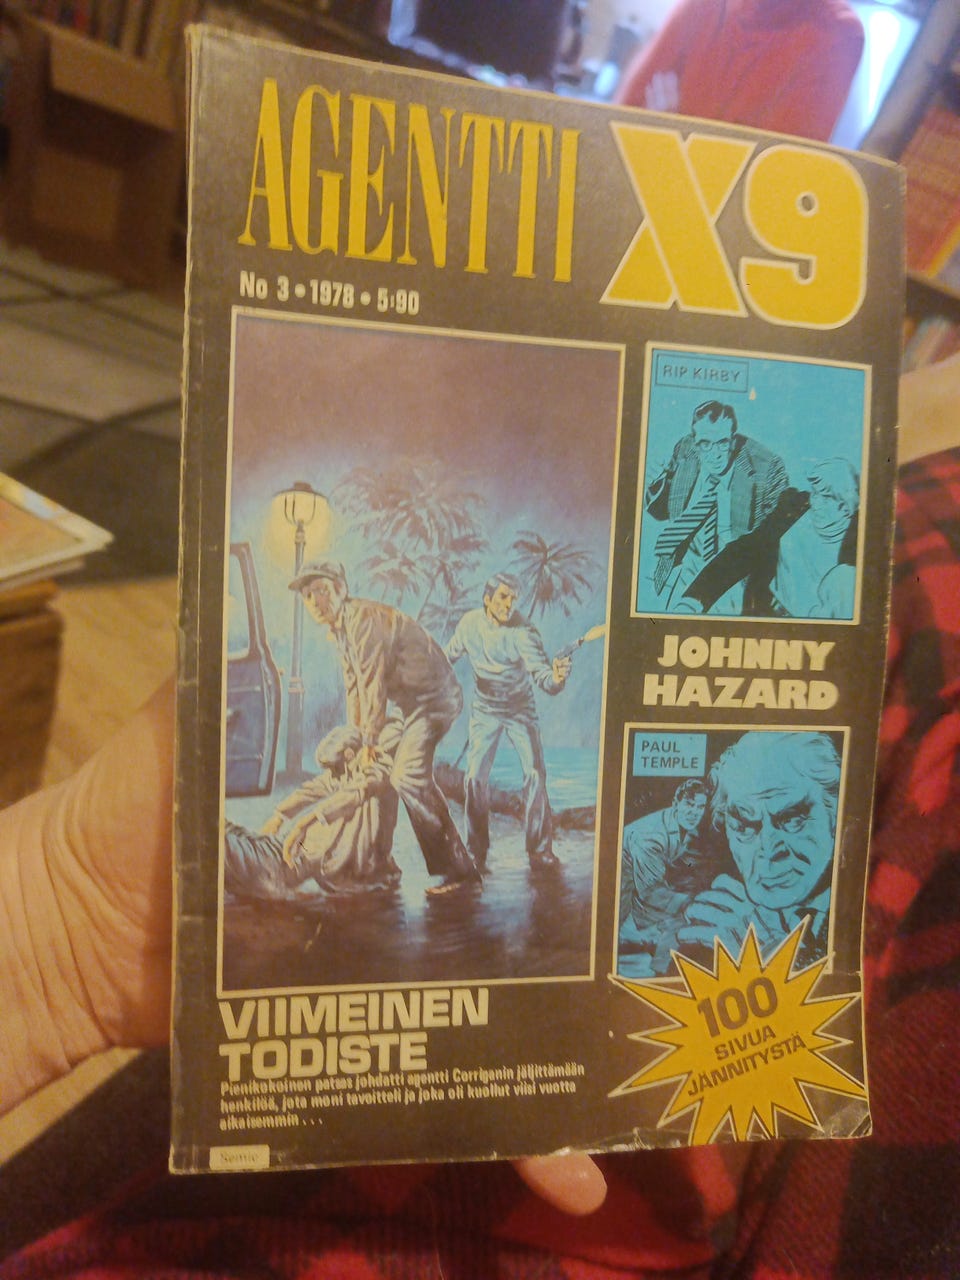 AGENTTI X9
No 3 • 1978 • 5:90
RIP KIRBY
JOHNNY
HAZARD
PAUL
TEMPLE
100
SIVUA
JÄNNITYSTÄ
VIIMEINEN
TODISTE
Pienikokoinen patsas johdatti agentti Corriganin jäljittämään
henkilöä, jota moni tavoitteli ja joka oli kuollut viisi vuotta
aikaisemmin . . .
Semic